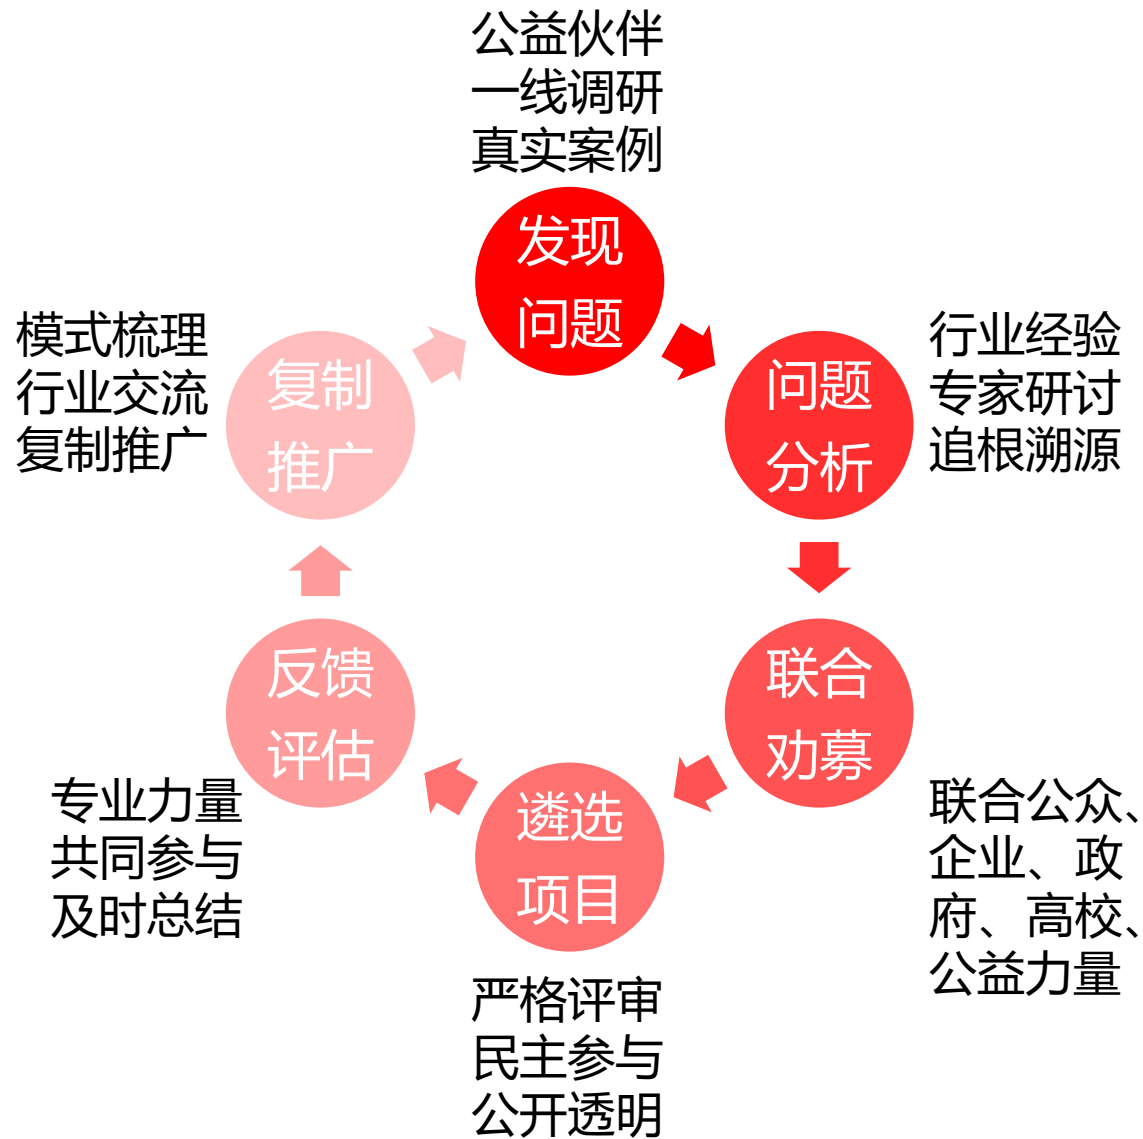 公益伙伴
一线调研
真实案例
发现
问题
问题
分析
行业经验
专家研讨
追根溯源
联合
劝募
联合公众、
企业、政
府、高校、
公益力量
遴选
项目
严格评审
民主参与
公开透明
反馈
评估
专业力量
共同参与
及时总结
复制
推广
模式梳理
行业交流
复制推广